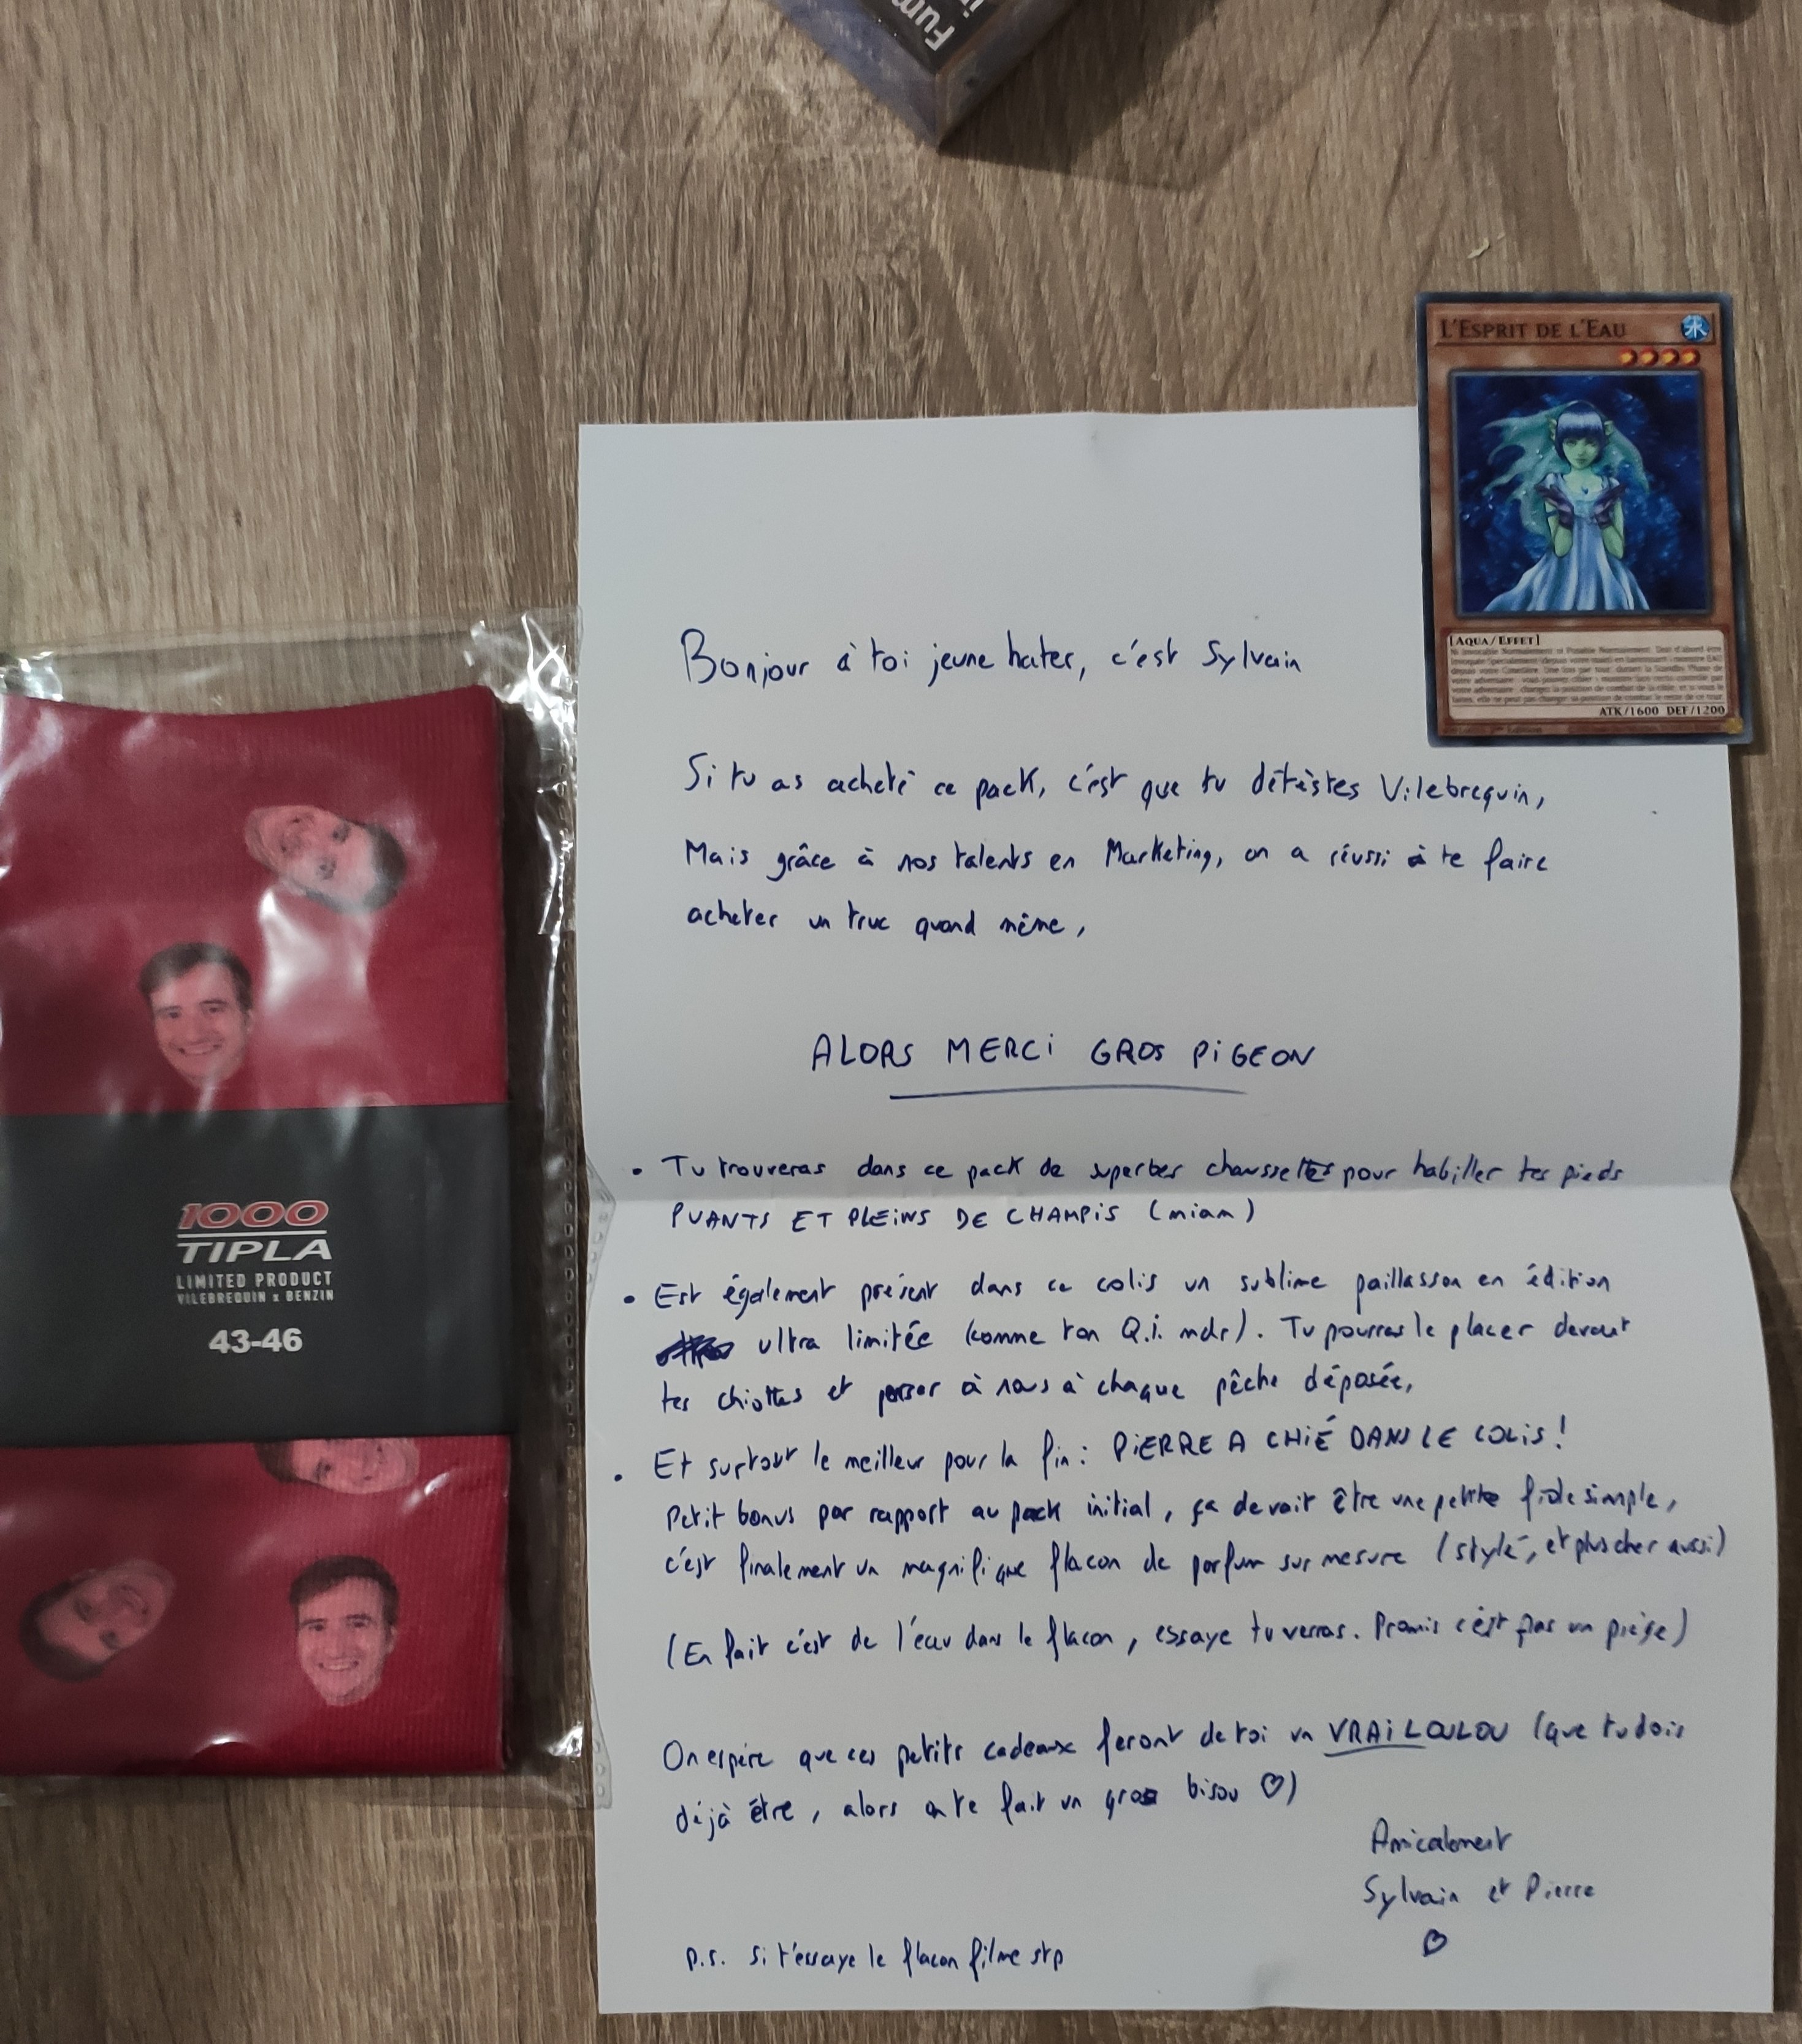 Fum
L'ESPRIT DE L'EAU
[AQUA/EFFET]
ATK/1600 DEF/1200
Bonjour à toi jeune hater, c'est Sylvain
Si tu as acheté ce pack, c'est que tu détèstes Vilebrequin,
Mais grâce à nos talents en Marketing, on a réussi à te faire
acheter un truc quand même,
ALORS MERCI GROS PiGEON
• Tu trouveras dans ce pack de superbes chaussettes pour habiller tes pieds
PUANTS ET PLEiNS DE CHAMPiS (miam)
• Est également présent dans ce colis un sublime paillasson en édition
ultra limitée (comme ton Q.i. mdr). Tu pourras le placer devant
tes chiottes et penser à nous à chaque pêche déposée,
• Et surtout le meilleur pour la fin : PiERRE A CHiÉ DANS LE COLiS !
Petit bonus par rapport au pack initial, ça devait être une petite fiole simple,
c'est finalement un magnifique flacon de parfum sur mesure (stylé, et plus cher aussi)
(En fait c'est de l'eau dans le flacon, essaye tu verras. Promis c'est pas un piège)
On espère que ces petits cadeaux feront de toi un VRAi LOULOU (que tu dois
déjà être, alors on te fait un gros bisou ♡)
Amicalement
Sylvain et Pierre
♡
P.S. Si t'essaye le flacon filme stp
1000
TIPLA
LIMITED PRODUCT
VILEBREQUIN x BENZIN
43-46